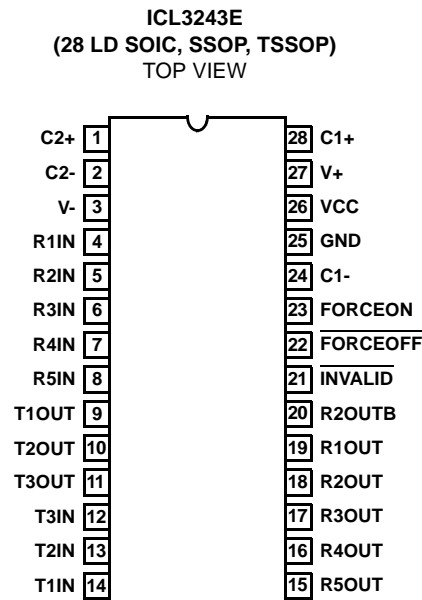 ICL3243E
(28 LD SOIC, SSOP, TSSOP)
TOP VIEW
C2+ 1 28 C1+
C2- 2 27 V+
V- 3 26 VCC
R1IN 4 25 GND
R2IN 5 24 C1-
R3IN 6 23 FORCEON
R4IN 7 22 FORCEOFF
R5IN 8 21 INVALID
T1OUT 9 20 R2OUTB
T2OUT 10 19 R1OUT
T3OUT 11 18 R2OUT
T3IN 12 17 R3OUT
T2IN 13 16 R4OUT
T1IN 14 15 R5OUT